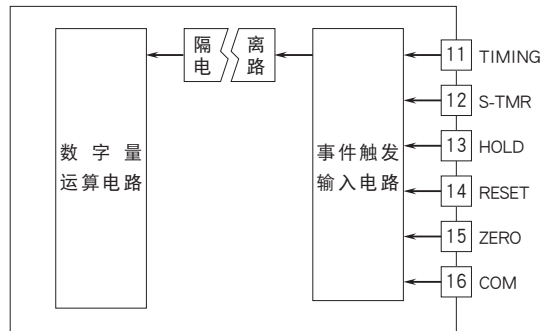 隔 离
电 路
11 TIMING
12 S-TMR
数字量
运算电路
事件触发
输入电路
13 HOLD
14 RESET
15 ZERO
16 COM